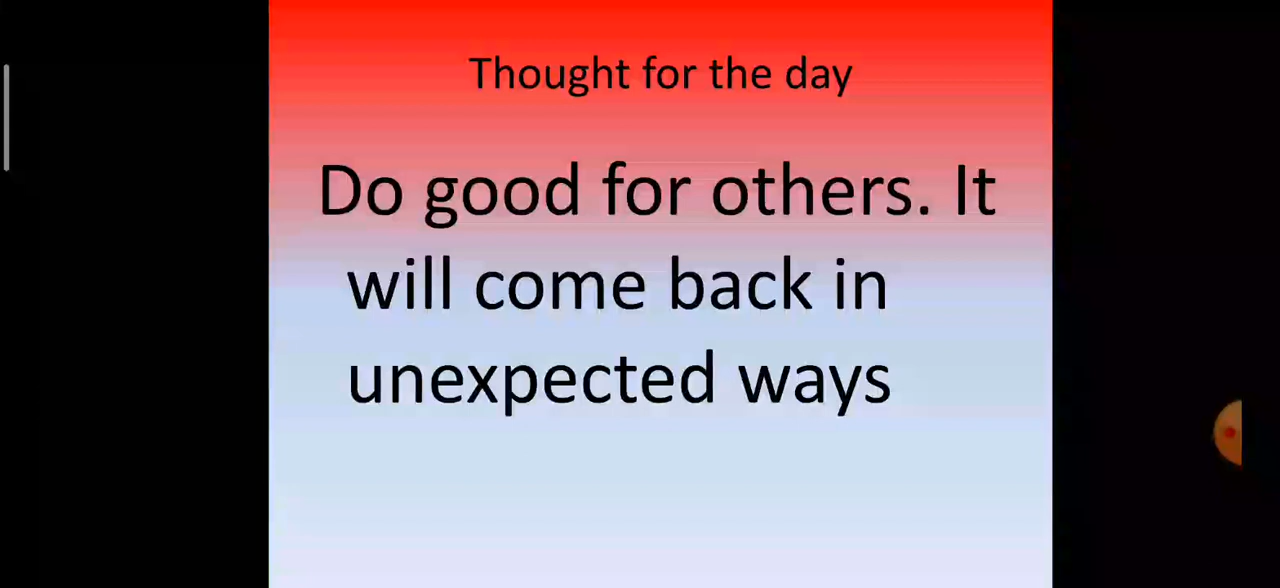 Thought for the day
Do good for others. It
will come back in
unexpected ways